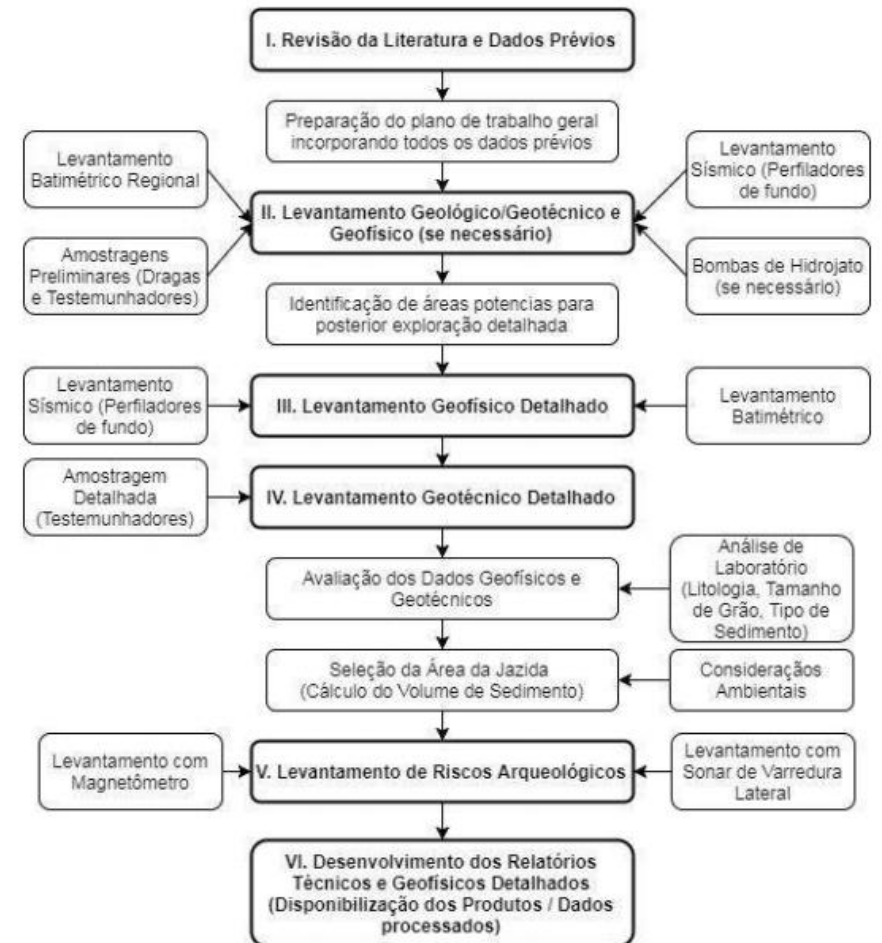 I. Revisão da Literatura e Dados Prévios
Preparação do plano de trabalho geral
incorporando todos os dados prévios
Levantamento
Batimétrico Regional
Levantamento
Sísmico (Perfiladores
de fundo)
II. Levantamento Geológico/Geotécnico e
Geofísico (se necessário)
Amostragens
Preliminares (Dragas
e Testemunhadores)
Bombas de Hidrojato
(se necessário)
Identificação de áreas potencias para
posterior exploração detalhada
Levantamento
Sísmico (Perfiladores
de fundo)
III. Levantamento Geofísico Detalhado
Levantamento
Batimétrico
Amostragem
Detalhada
(Testemunhadores)
IV. Levantamento Geotécnico Detalhado
Avaliação dos Dados Geofísicos e
Geotécnicos
Análise de
Laboratório
(Litologia, Tamanho
de Grão, Tipo de
Sedimento)
Seleção da Área da Jazida
(Cálculo do Volume de Sedimento)
Consideraçãos
Ambientais
Levantamento com
Magnetômetro
V. Levantamento de Riscos Arqueológicos
Levantamento com
Sonar de Varredura
Lateral
VI. Desenvolvimento dos Relatórios
Técnicos e Geofísicos Detalhados
(Disponibilização dos Produtos / Dados
processados)